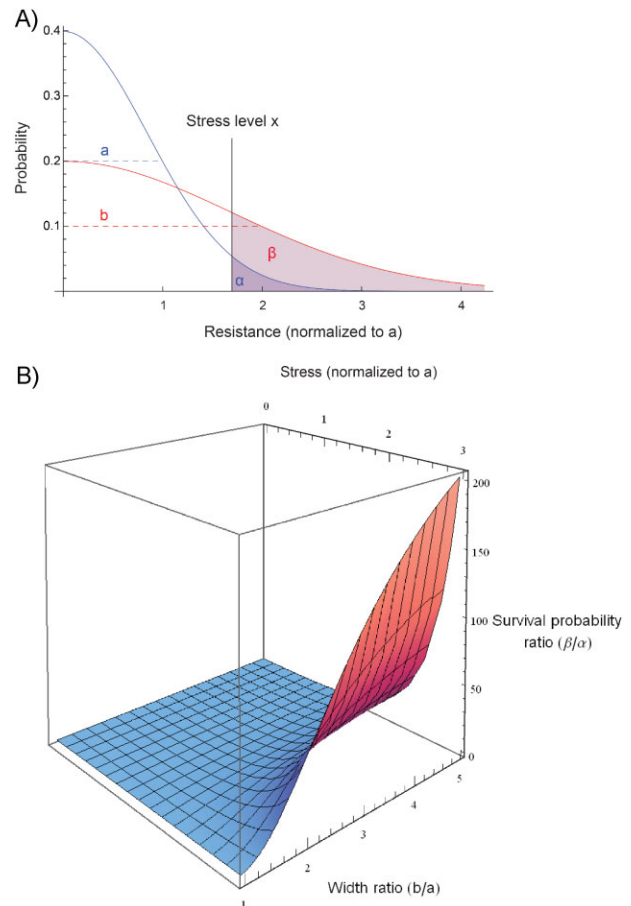 A)
Probability
0.4
0.3
0.2
0.1
Stress level x
a
b
β
α
1
2
3
4
Resistance (normalized to a)
B)
Stress (normalized to a)
0
1
2
3
200
150
100
50
0
Survival probability
ratio (β/α)
1
2
3
4
5
Width ratio (b/a)